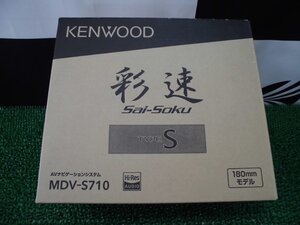 KENWOOD
彩速
Sai-Soku
TYPE S
AVナビゲーションシステム
MDV-S710
Hi-Res
AUDIO
180mm
モデル